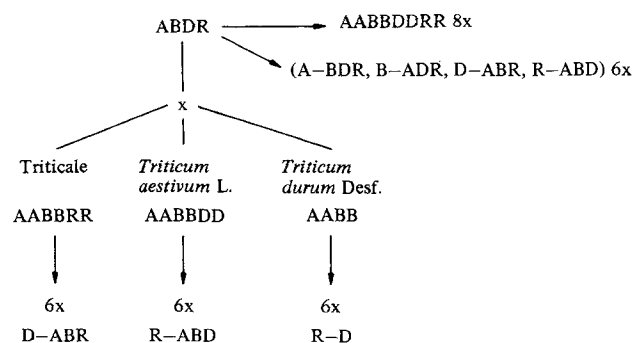 ABDR AABBDDRR 8x
(A–BDR, B–ADR, D–ABR, R–ABD) 6x
x
Triticale Triticum Triticum
aestivum L. durum Desf.
AABBRR AABBDD AABB
6x 6x 6x
D–ABR R–ABD R–D